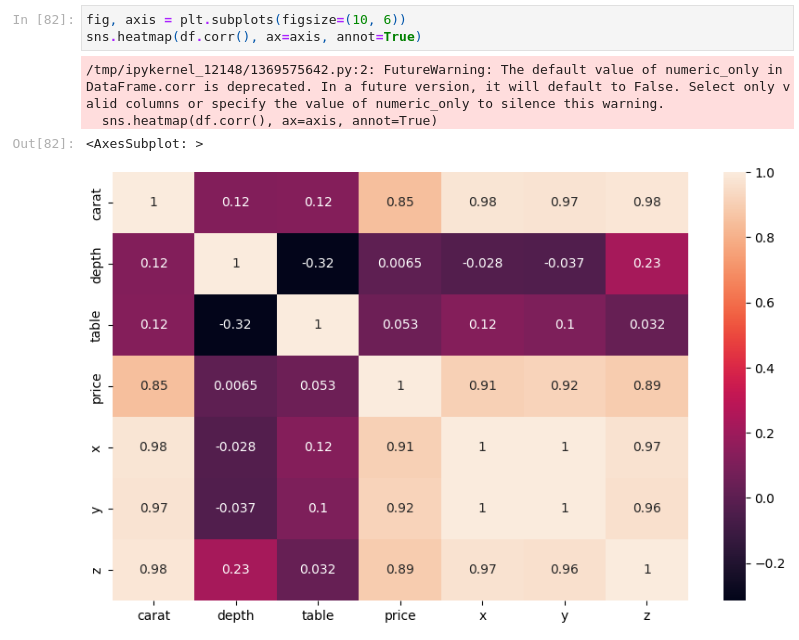 In [82]: fig, axis = plt.subplots(figsize=(10, 6))
sns.heatmap(df.corr(), ax=axis, annot=True)
/tmp/ipykernel_12148/1369575642.py:2: FutureWarning: The default value of numeric_only in
DataFrame.corr is deprecated. In a future version, it will default to False. Select only v
alid columns or specify the value of numeric_only to silence this warning.
sns.heatmap(df.corr(), ax=axis, annot=True)
Out[82]: <AxesSubplot: >
carat 1 0.12 0.12 0.85 0.98 0.97 0.98
depth 0.12 1 -0.32 0.0065 -0.028 -0.037 0.23
table 0.12 -0.32 1 0.053 0.12 0.1 0.032
price 0.85 0.0065 0.053 1 0.91 0.92 0.89
x 0.98 -0.028 0.12 0.91 1 1 0.97
y 0.97 -0.037 0.1 0.92 1 1 0.96
z 0.98 0.23 0.032 0.89 0.97 0.96 1
carat depth table price x y z
1.0
0.8
0.6
0.4
0.2
0.0
−0.2